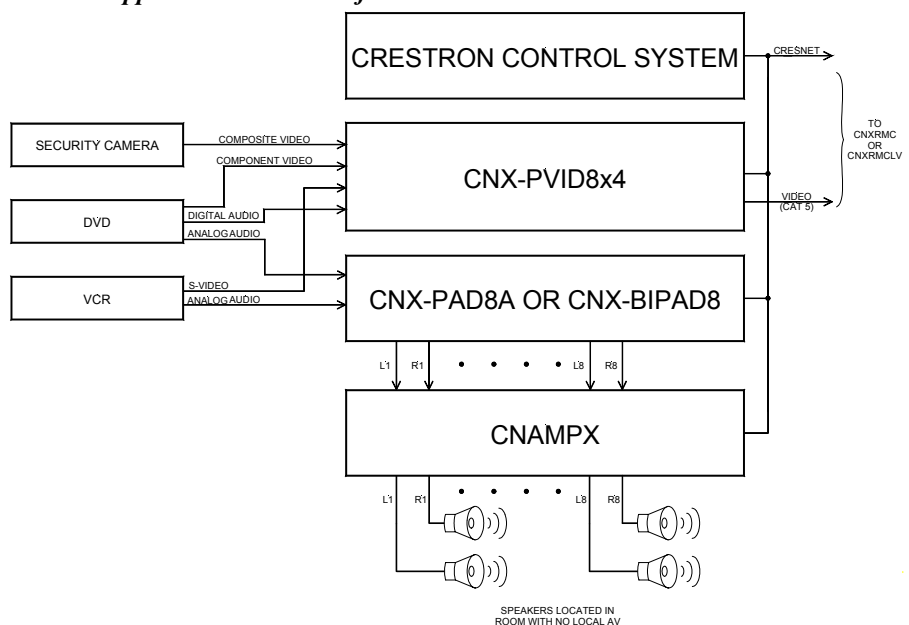 CRESTRON CONTROL SYSTEM
CRESNET
TO
CNXRMC
OR
CNXRMCLV
SECURITY CAMERA
COMPOSITE VIDEO
COMPONENT VIDEO
CNX-PVID8x4
VIDEO
(CAT 5)
DVD
DIGITAL AUDIO
ANALOG AUDIO
VCR
S-VIDEO
ANALOG AUDIO
CNX-PAD8A OR CNX-BIPAD8
L1 R1 L8 R8
CNAMPX
L1 R1 L8 R8
SPEAKERS LOCATED IN
ROOM WITH NO LOCAL AV